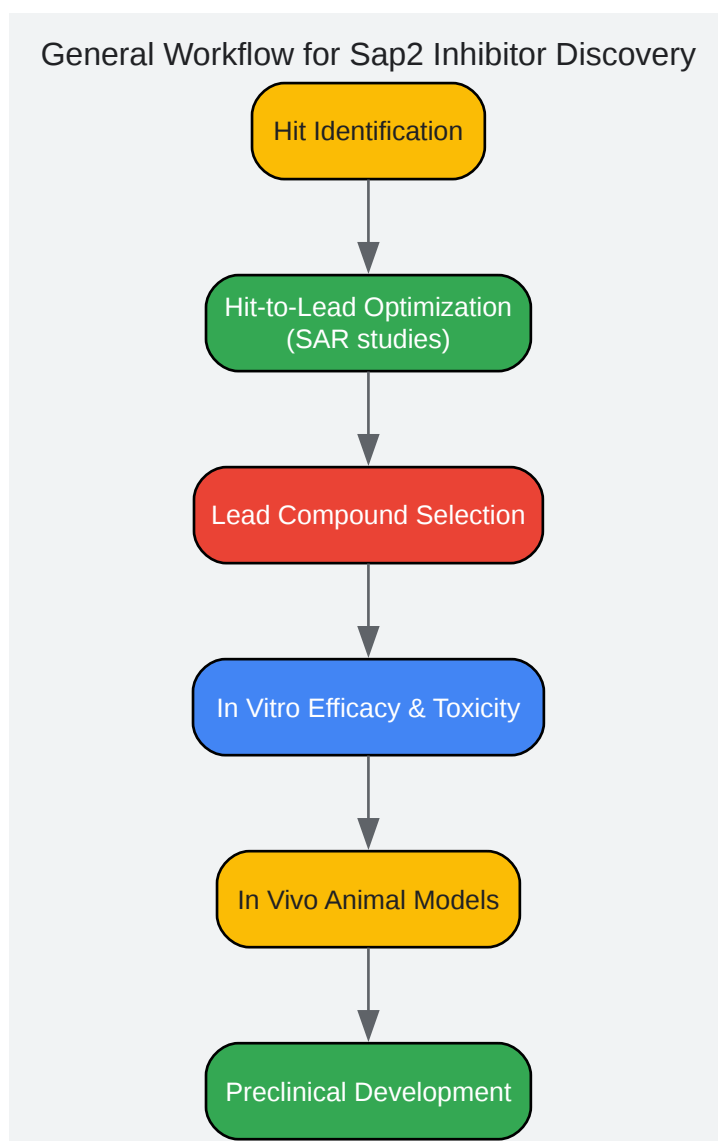 General Workflow for Sap2 Inhibitor Discovery
Hit Identification
Hit-to-Lead Optimization
(SAR studies)
Lead Compound Selection
In Vitro Efficacy & Toxicity
In Vivo Animal Models
Preclinical Development